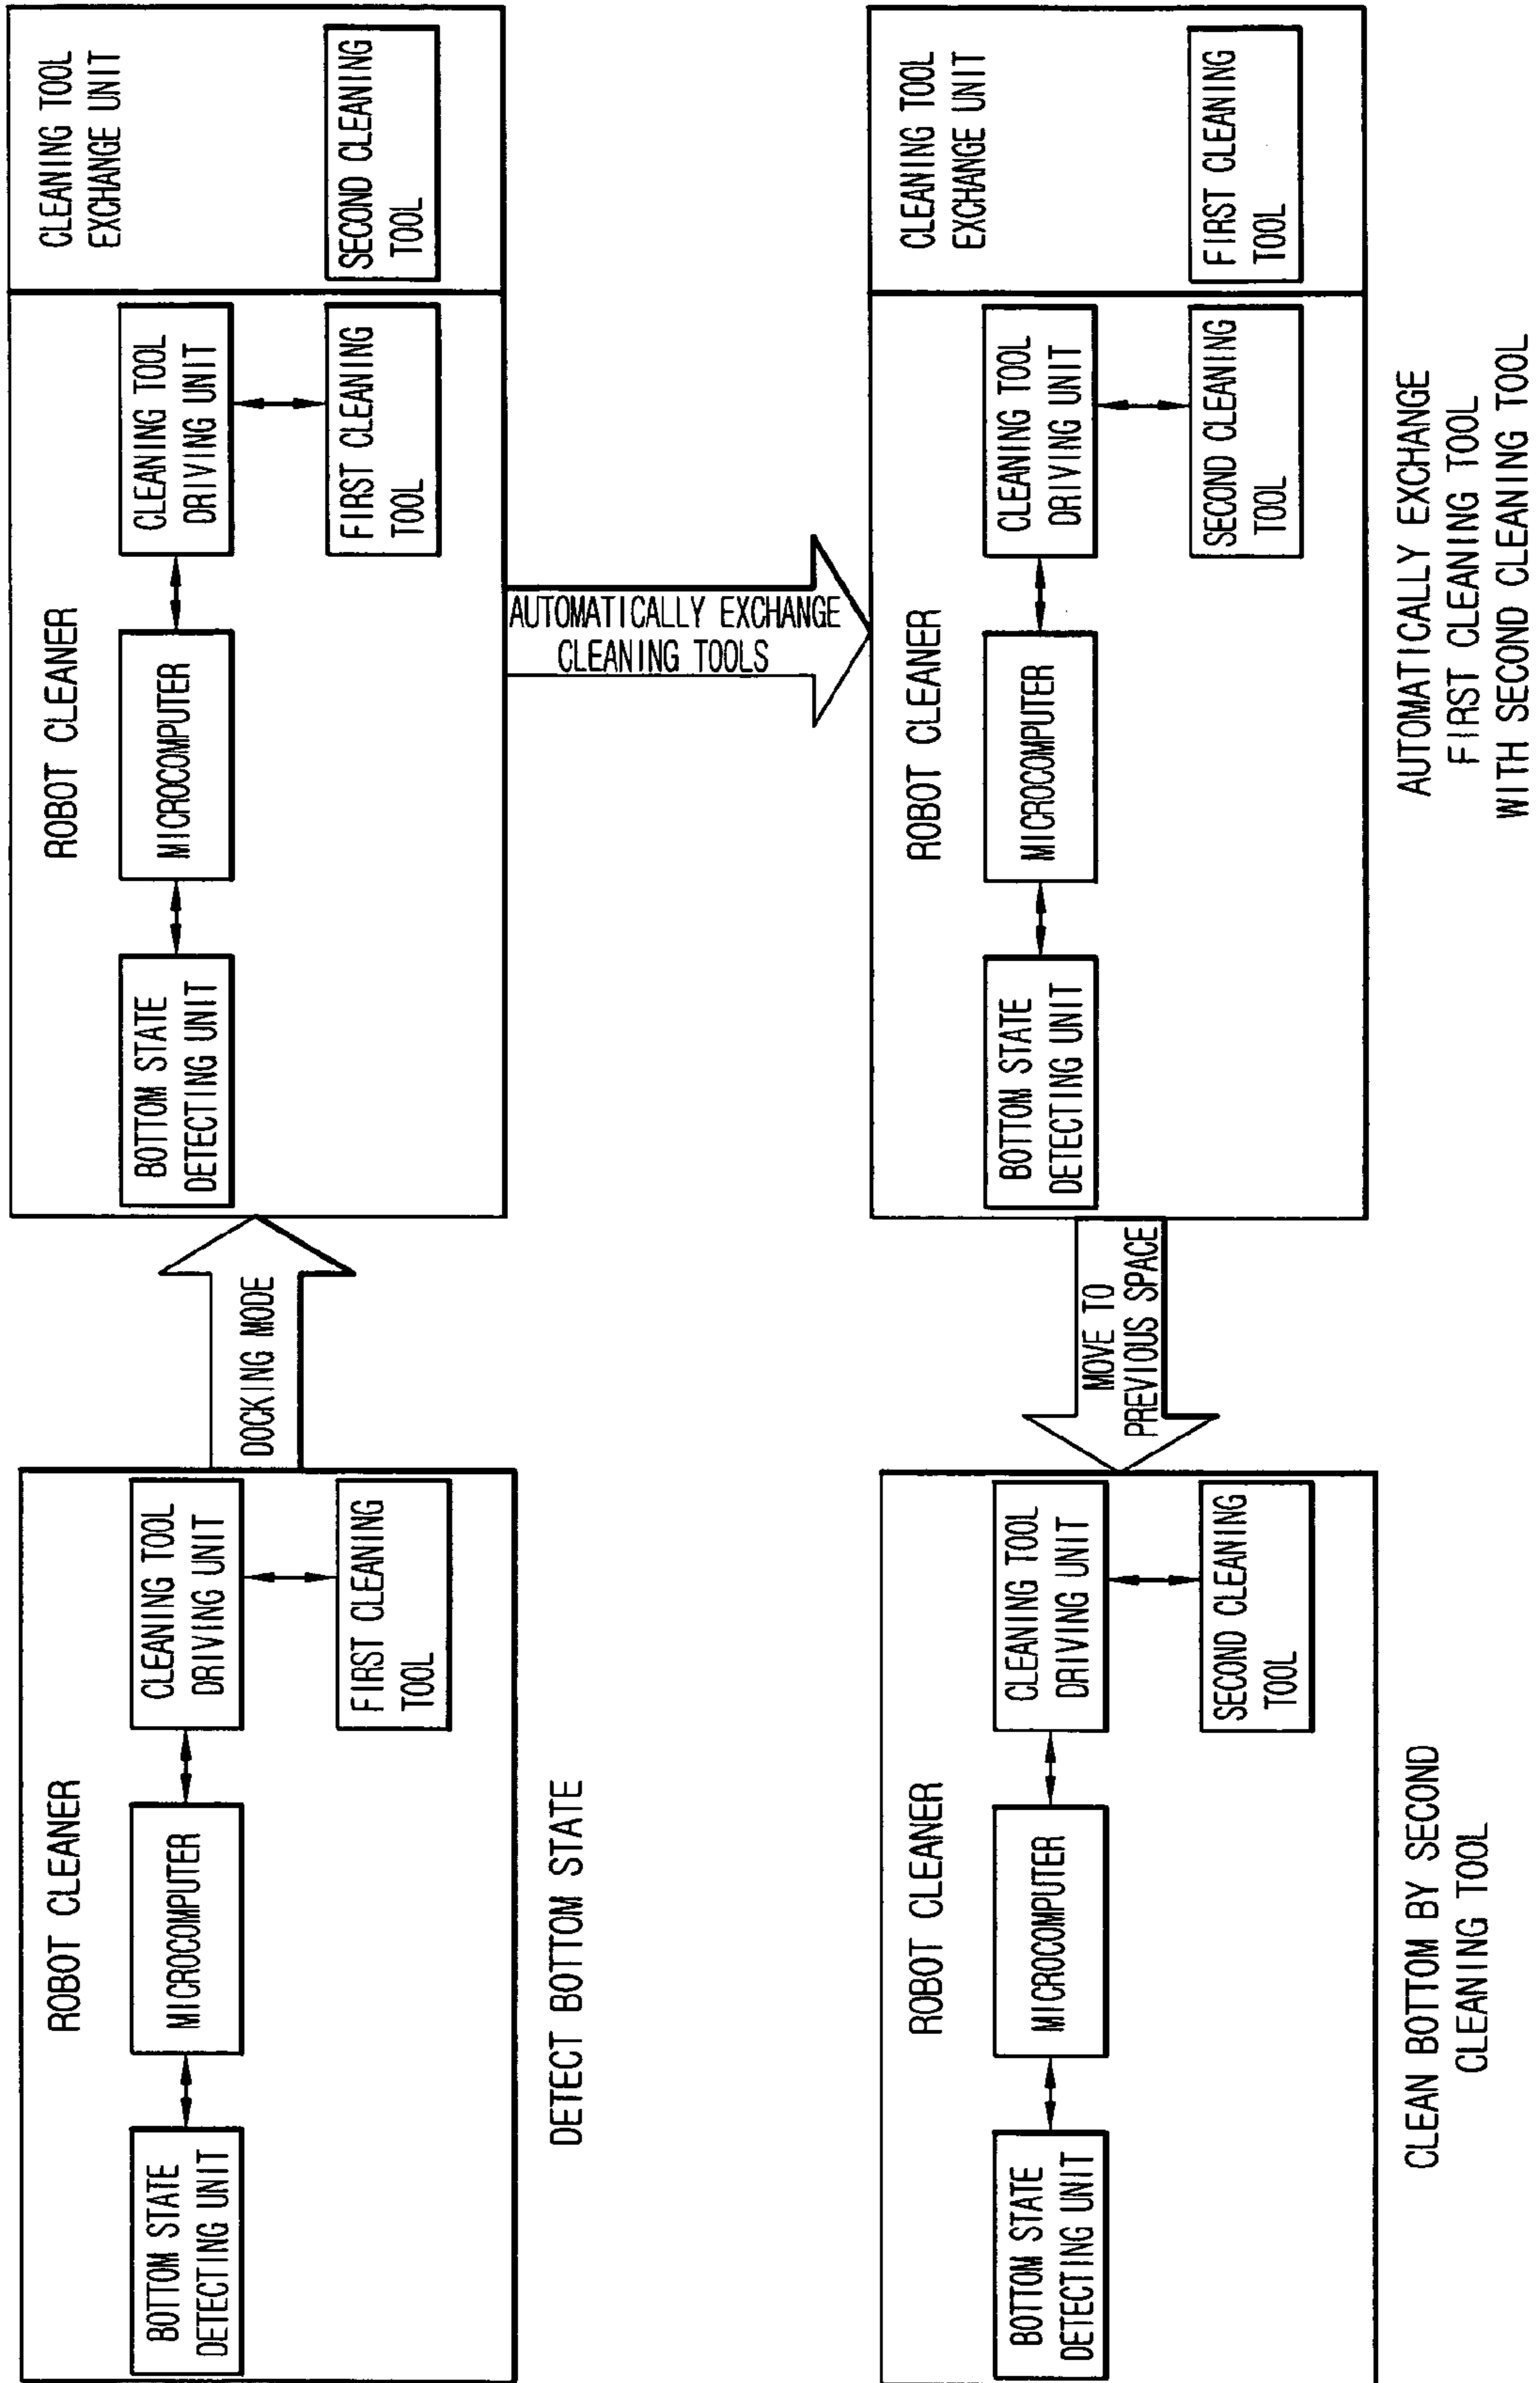 ROBOT CLEANER
BOTTOM STATE
DETECTING UNIT
MICROCOMPUTER
CLEANING TOOL
DRIVING UNIT
FIRST CLEANING
TOOL
DETECT BOTTOM STATE
DOCKING MODE
ROBOT CLEANER
BOTTOM STATE
DETECTING UNIT
MICROCOMPUTER
CLEANING TOOL
DRIVING UNIT
FIRST CLEANING
TOOL
CLEANING TOOL
EXCHANGE UNIT
SECOND CLEANING
TOOL
AUTOMATICALLY EXCHANGE
CLEANING TOOLS
ROBOT CLEANER
BOTTOM STATE
DETECTING UNIT
MICROCOMPUTER
CLEANING TOOL
DRIVING UNIT
SECOND CLEANING
TOOL
CLEANING TOOL
EXCHANGE UNIT
FIRST CLEANING
TOOL
AUTOMATICALLY EXCHANGE
FIRST CLEANING TOOL
WITH SECOND CLEANING TOOL
MOVE TO
PREVIOUS SPACE
ROBOT CLEANER
BOTTOM STATE
DETECTING UNIT
MICROCOMPUTER
CLEANING TOOL
DRIVING UNIT
SECOND CLEANING
TOOL
CLEAN BOTTOM BY SECOND
CLEANING TOOL